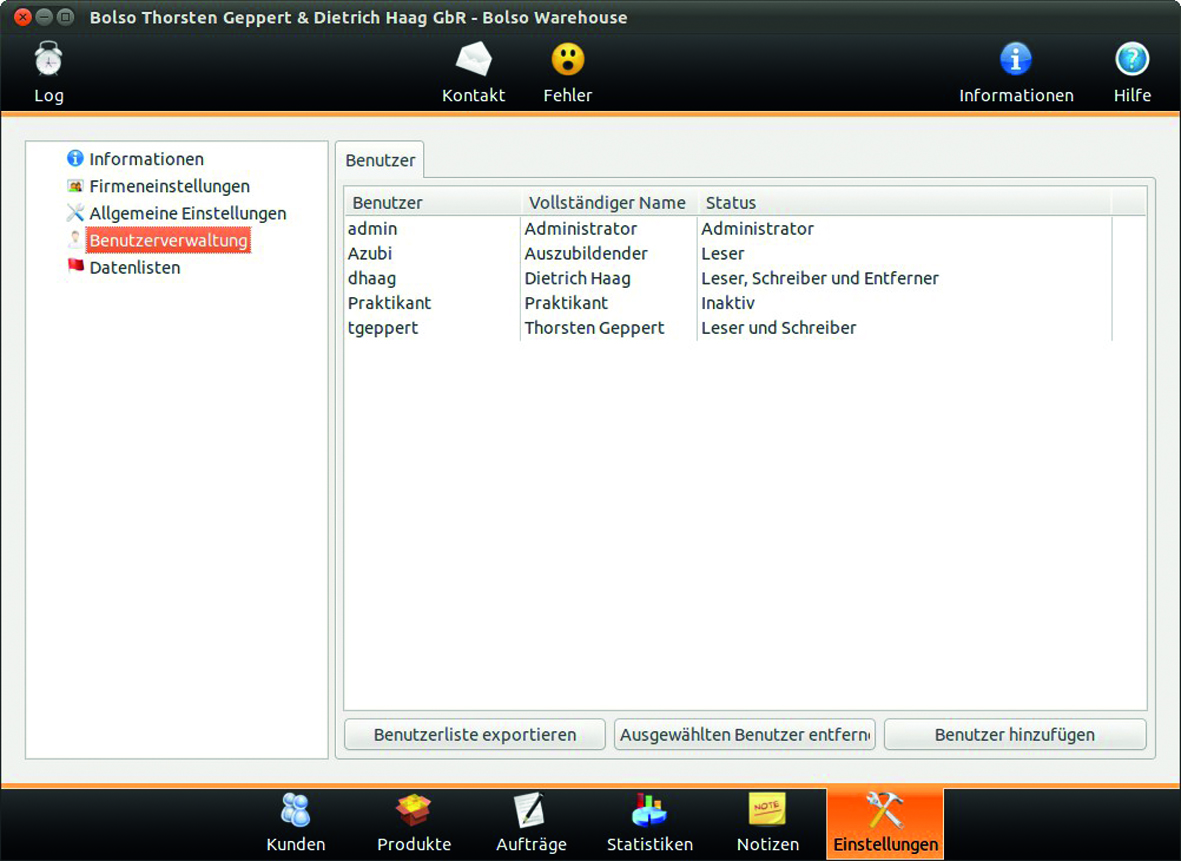 Bolso Thorsten Geppert & Dietrich Haag GbR - Bolso Warehouse
Log Kontakt Fehler Informationen Hilfe
Informationen
Firmeneinstellungen
Allgemeine Einstellungen
Benutzerverwaltung
Datenlisten
Benutzer
Benutzer Vollständiger Name Status
admin Administrator Administrator
Azubi Auszubildender Leser
dhaag Dietrich Haag Leser, Schreiber und Entferner
Praktikant Praktikant Inaktiv
tgeppert Thorsten Geppert Leser und Schreiber
Benutzerliste exportieren Ausgewählten Benutzer entfern Benutzer hinzufügen
NOTE
Kunden Produkte Aufträge Statistiken Notizen Einstellungen